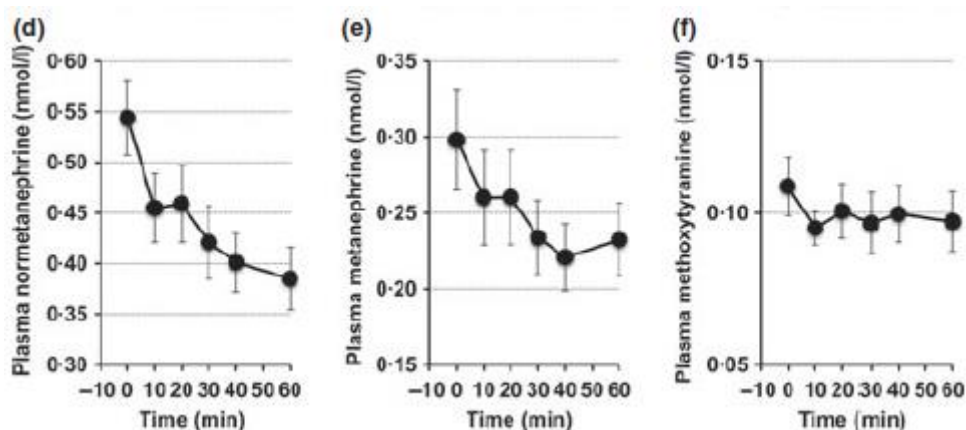 (d)
Plasma normetanephrine (nmol/l)
0·60
0·55
0·50
0·45
0·40
0·35
0·30
–10 0 10 20 30 40 50 60
Time (min)
(e)
Plasma metanephrine (nmol/l)
0·35
0·30
0·25
0·20
0·15
–10 0 10 20 30 40 50 60
Time (min)
(f)
Plasma methoxytyramine (nmol/l)
0·15
0·10
0·05
–10 0 10 20 30 40 50 60
Time (min)